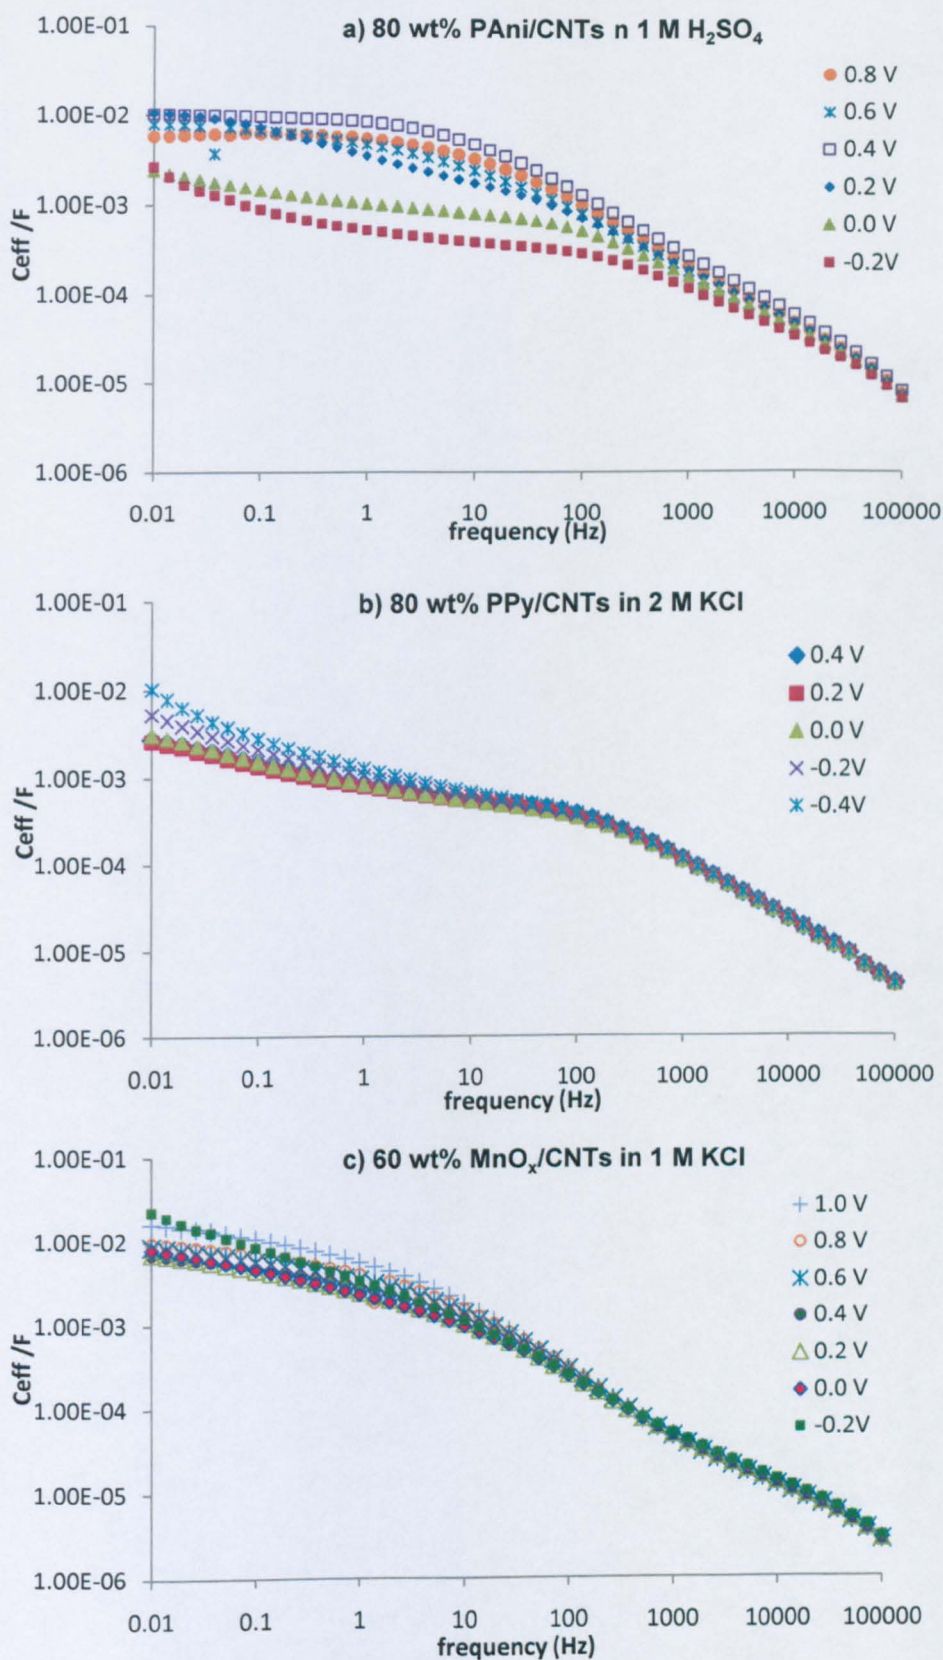 a) 80 wt% PAni/CNTs n 1 M H₂SO₄
Ceff /F
1.00E-01
1.00E-02
1.00E-03
1.00E-04
1.00E-05
1.00E-06
0.01 0.1 1 10 100 1000 10000 100000
frequency (Hz)
0.8 V
0.6 V
0.4 V
0.2 V
0.0 V
-0.2V
b) 80 wt% PPy/CNTs in 2 M KCl
Ceff /F
1.00E-01
1.00E-02
1.00E-03
1.00E-04
1.00E-05
1.00E-06
0.01 0.1 1 10 100 1000 10000 100000
frequency (Hz)
0.4 V
0.2 V
0.0 V
-0.2V
-0.4V
c) 60 wt% MnOₓ/CNTs in 1 M KCl
Ceff /F
1.00E-01
1.00E-02
1.00E-03
1.00E-04
1.00E-05
1.00E-06
0.01 0.1 1 10 100 1000 10000 100000
frequency (Hz)
1.0 V
0.8 V
0.6 V
0.4 V
0.2 V
0.0 V
-0.2V